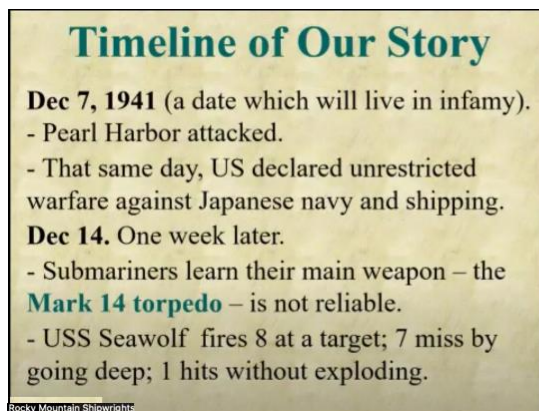 Timeline of Our Story
Dec 7, 1941 (a date which will live in infamy).
- Pearl Harbor attacked.
- That same day, US declared unrestricted
warfare against Japanese navy and shipping.
Dec 14. One week later.
- Submariners learn their main weapon – the
Mark 14 torpedo – is not reliable.
- USS Seawolf fires 8 at a target; 7 miss by
going deep; 1 hits without exploding.
Rocky Mountain Shipwrights